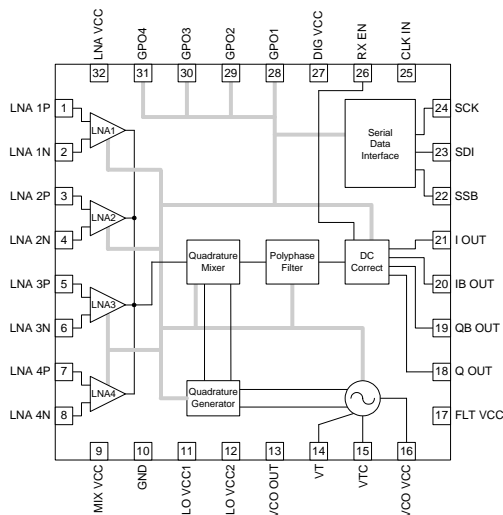 LNA VCC
GPO4
GPO3
GPO2
GPO1
DIG VCC
RX EN
CLK IN
32
31
30
29
28
27
26
25
LNA 1P
1
LNA 1N
2
LNA 2P
3
LNA 2N
4
LNA 3P
5
LNA 3N
6
LNA 4P
7
LNA 4N
8
LNA1
LNA2
LNA3
LNA4
Quadrature
Mixer
Polyphase
Filter
DC
Correct
Serial
Data
Interface
Quadrature
Generator
24
SCK
23
SDI
22
SSB
21
I OUT
20
IB OUT
19
QB OUT
18
Q OUT
17
FLT VCC
9
10
11
12
13
14
15
16
MIX VCC
GND
LO VCC1
LO VCC2
VCO OUT
VT
VTC
VCO VCC